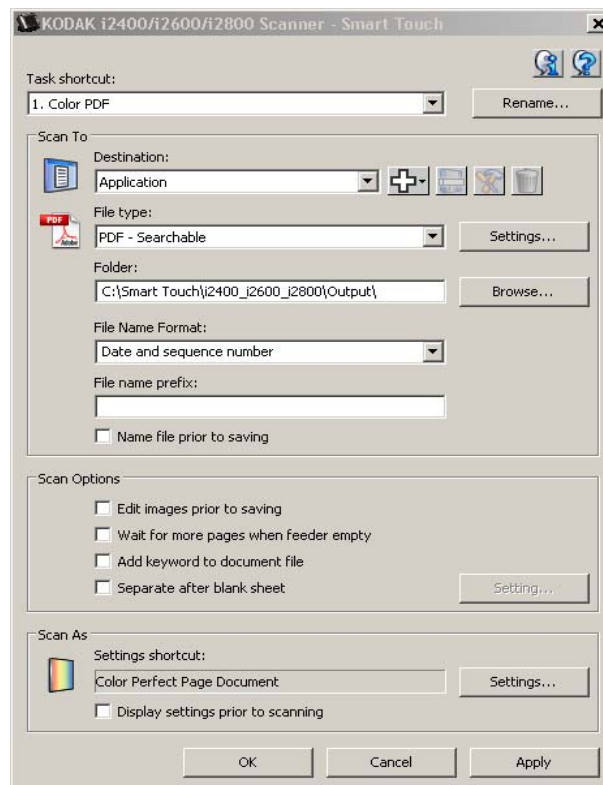 KODAK i2400/i2600/i2800 Scanner - Smart Touch
Task shortcut:
1. Color PDF
Rename...
Scan To
Destination:
Application
PDF
Adobe
File type:
PDF - Searchable
Settings...
Folder:
C:\Smart Touch\i2400_i2600_i2800\Output\
Browse...
File Name Format:
Date and sequence number
File name prefix:
Name file prior to saving
Scan Options
Edit images prior to saving
Wait for more pages when feeder empty
Add keyword to document file
Separate after blank sheet
Setting...
Scan As
Settings shortcut:
Color Perfect Page Document
Settings...
Display settings prior to scanning
OK
Cancel
Apply